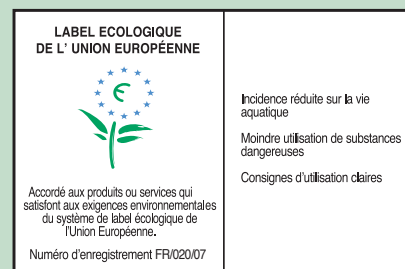 LABEL ECOLOGIQUE
DE L' UNION EUROPÉENNE
Accordé aux produits ou services qui
satisfont aux exigences environnementales
du système de label écologique de
l'Union Européenne.
Numéro d'enregistrement FR/020/07
Incidence réduite sur la vie
aquatique
Moindre utilisation de substances
dangereuses
Consignes d'utilisation claires